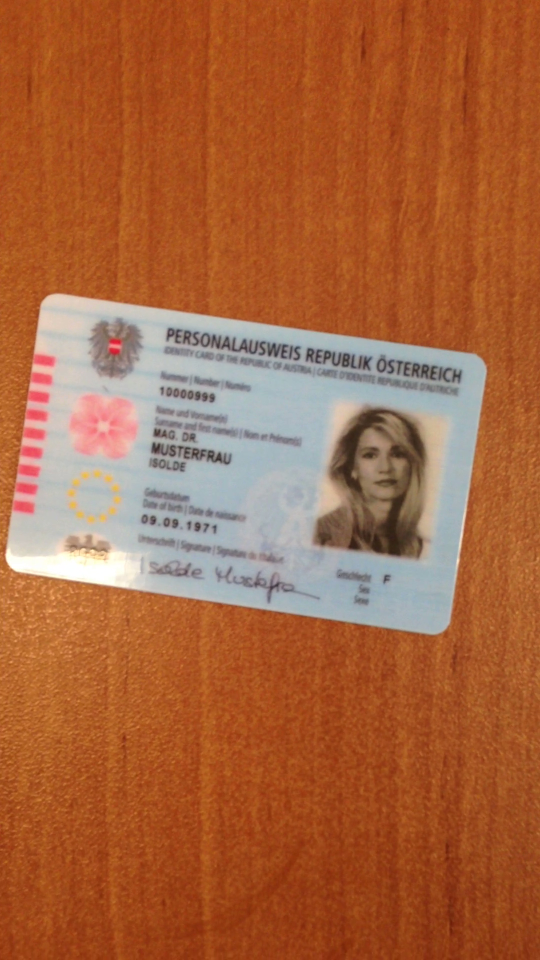 PERSONALAUSWEIS REPUBLIK ÖSTERREICH
IDENTITY CARD OF THE REPUBLIC OF AUSTRIA | CARTE D'IDENTITE REPUBLIQUE D'AUTRICHE
Nummer | Number | Numéro
10000999
Name und Vorname(n)
Surname and first name(s) | Nom et Prénom(s)
MAG. DR.
MUSTERFRAU
ISOLDE
Geburtsdatum
Date of birth | Date de naissance
09.09.1971
Unterschrift | Signature | Signature du titulaire
Isolde Musterfra
Geschlecht F
Sex
Sexe